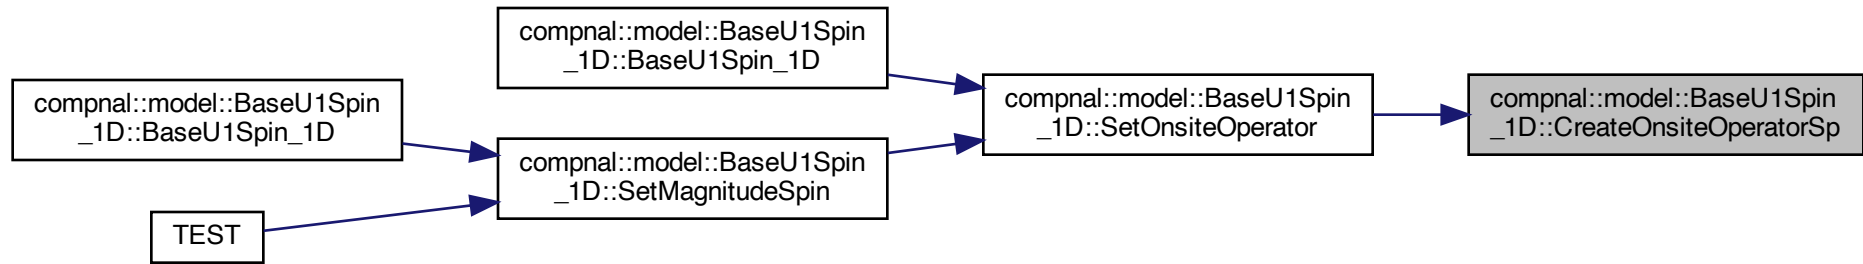 compnal::model::BaseU1Spin
_1D::BaseU1Spin_1D
compnal::model::BaseU1Spin
_1D::BaseU1Spin_1D
compnal::model::BaseU1Spin
_1D::SetMagnitudeSpin
TEST
compnal::model::BaseU1Spin
_1D::SetOnsiteOperator
compnal::model::BaseU1Spin
_1D::CreateOnsiteOperatorSp